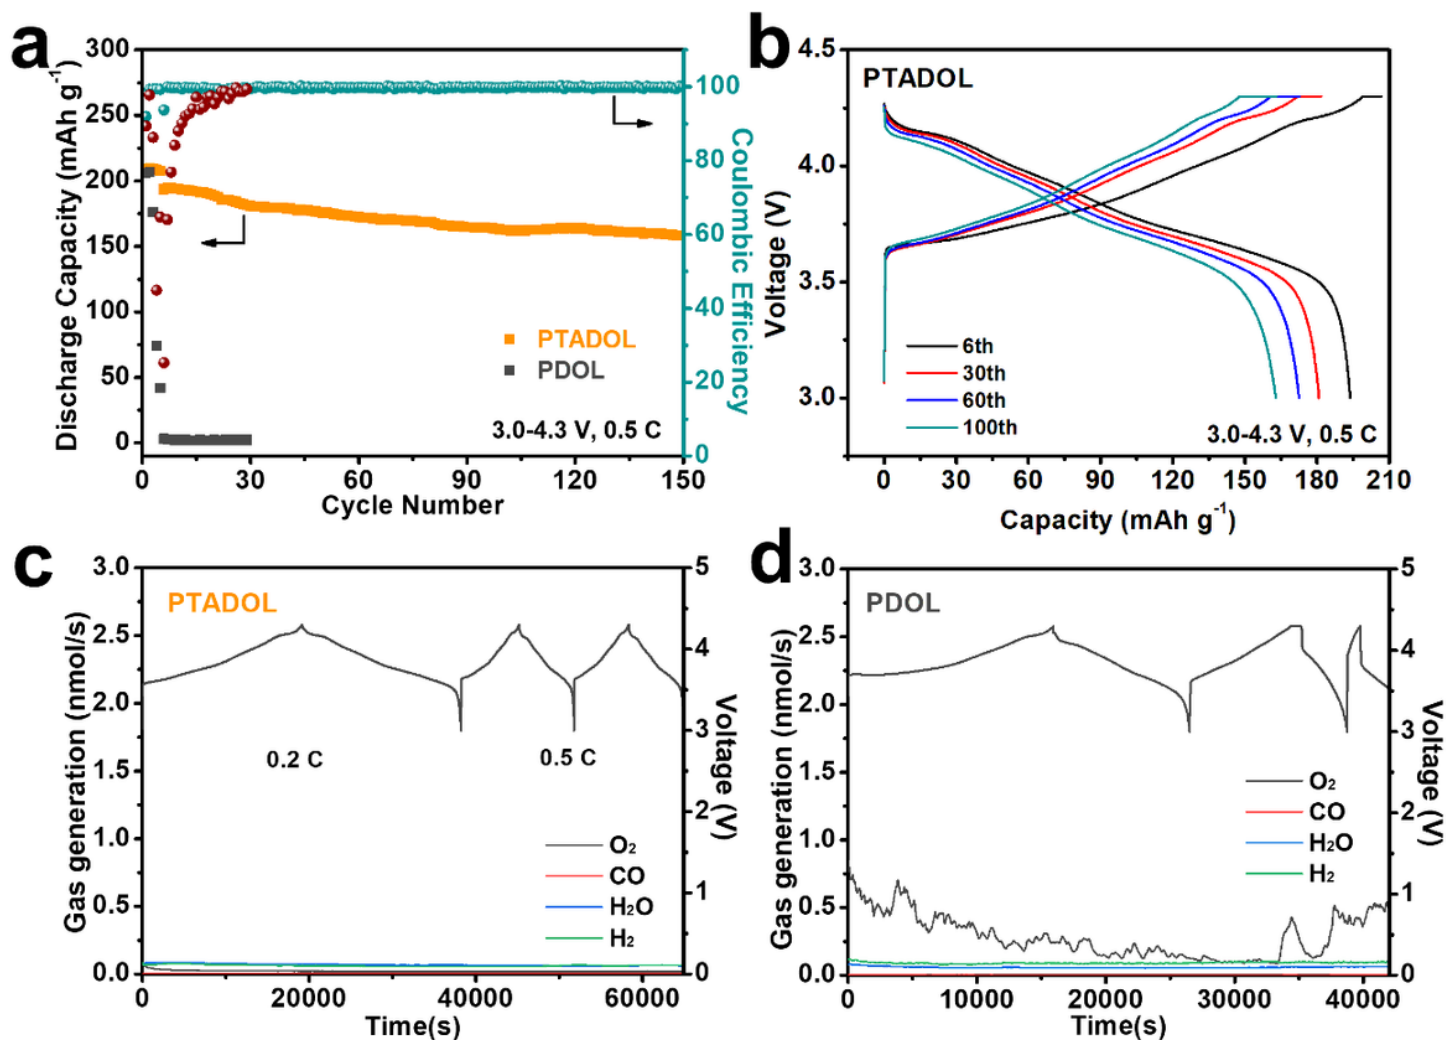 a
300
250
200
150
100
50
0
Discharge Capacity (mAh g-1)
100
80
60
40
20
0
Coulombic Efficiency
PTADOL
PDOL
3.0-4.3 V, 0.5 C
0 30 60 90 120 150
Cycle Number
b
4.5
4.0
3.5
3.0
Voltage (V)
PTADOL
6th
30th
60th
100th
3.0-4.3 V, 0.5 C
0 30 60 90 120 150 180 210
Capacity (mAh g-1)
c
3.0
2.5
2.0
1.5
1.0
0.5
0.0
Gas generation (nmol/s)
PTADOL
0.2 C
0.5 C
O2
CO
H2O
H2
5
4
3
2
1
0
Voltage (V)
0 20000 40000 60000
Time(s)
d
3.0
2.5
2.0
1.5
1.0
0.5
0.0
Gas generation (nmol/s)
PDOL
O2
CO
H2O
H2
5
4
3
2
1
0
Voltage (V)
0 10000 20000 30000 40000
Time(s)